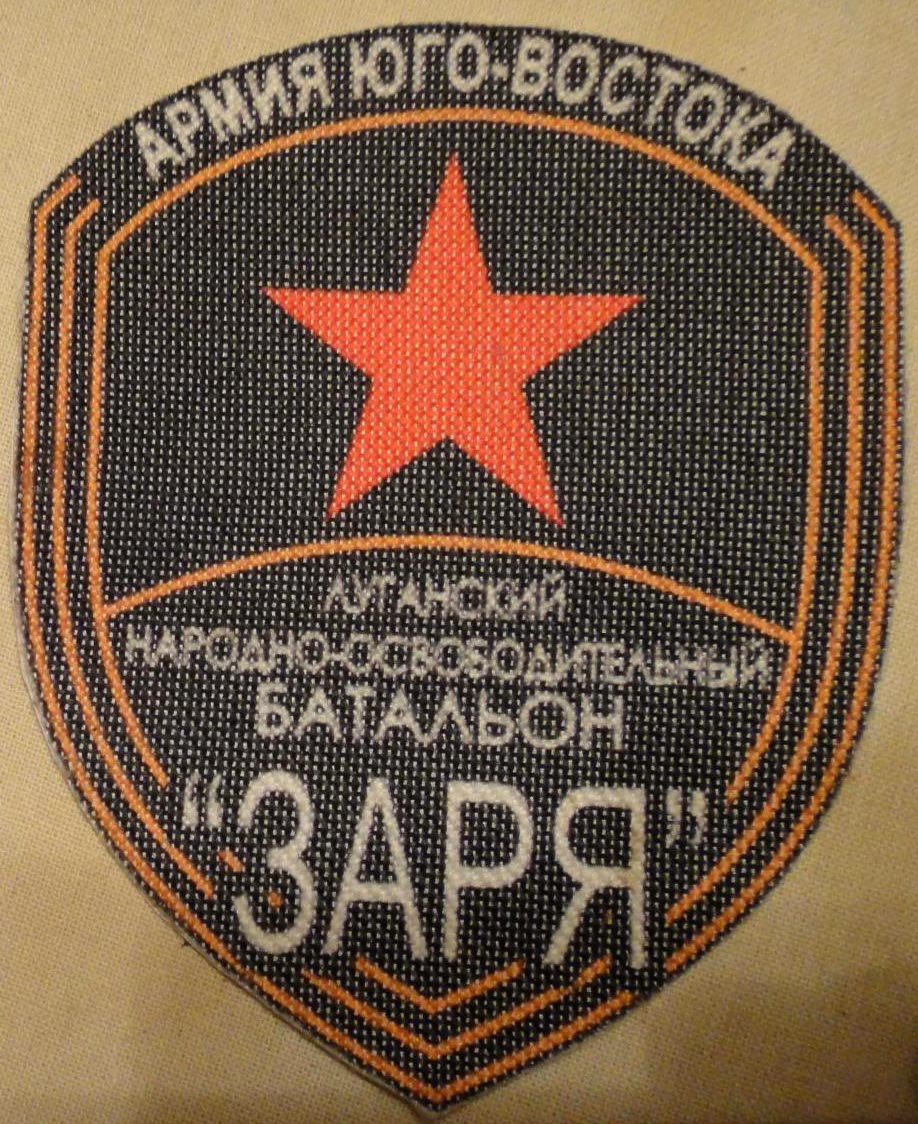 АРМИЯ ЮГО-ВОСТОКА
ЛУГАНСКИЙ
НАРОДНО-ОСВОБОДИТЕЛЬНЫЙ
БАТАЛЬОН
“ЗАРЯ”